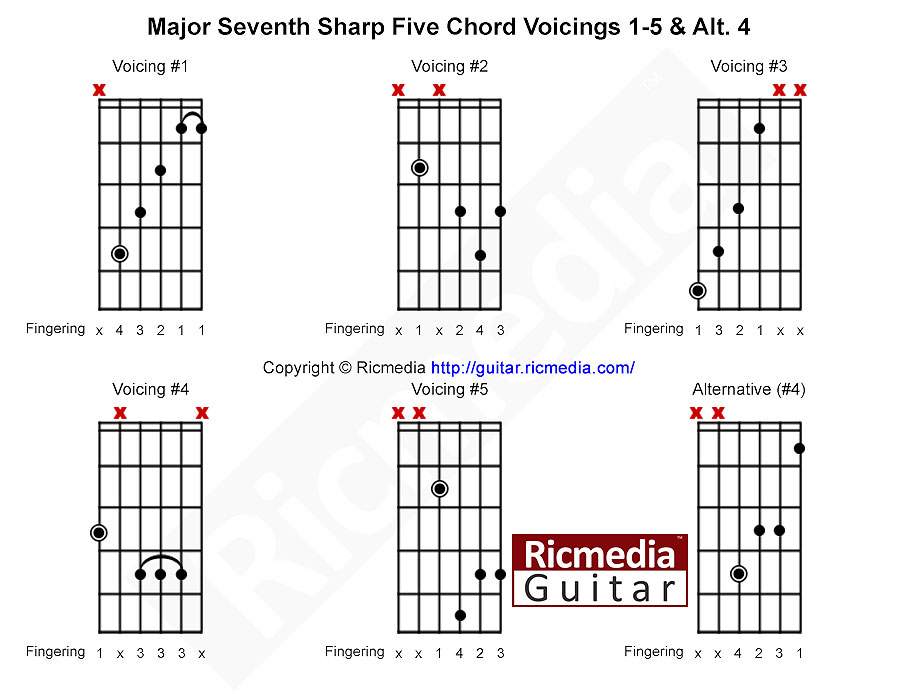 Major Seventh Sharp Five Chord Voicings 1-5 & Alt. 4
Voicing #1 Voicing #2 Voicing #3
x x x x x
Fingering x 4 3 2 1 1 Fingering x 1 x 2 4 3 Fingering 1 3 2 1 x x
Copyright © Ricmedia http://guitar.ricmedia.com/
Voicing #4 Voicing #5 Alternative (#4)
x x x x x x
Ricmedia™
Guitar
Fingering 1 x 3 3 3 x Fingering x x 1 4 2 3 Fingering x x 4 2 3 1
Ricmedia™